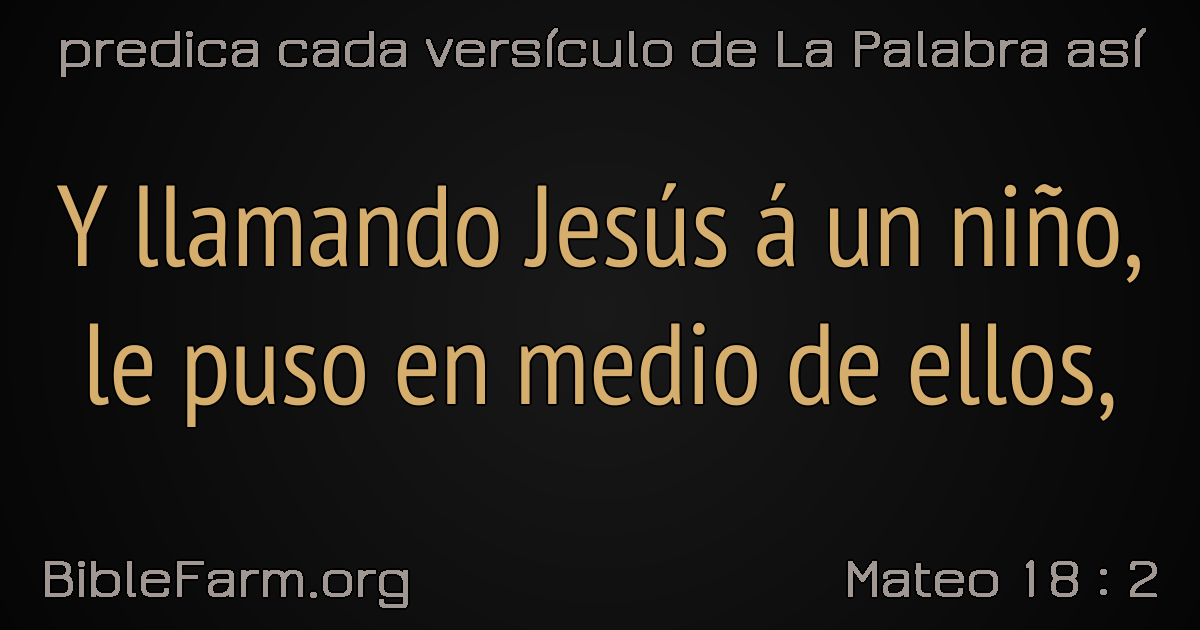 predica cada versículo de La Palabra así
Y llamando Jesús á un niño,
le puso en medio de ellos,
BibleFarm.org
Mateo 18 : 2